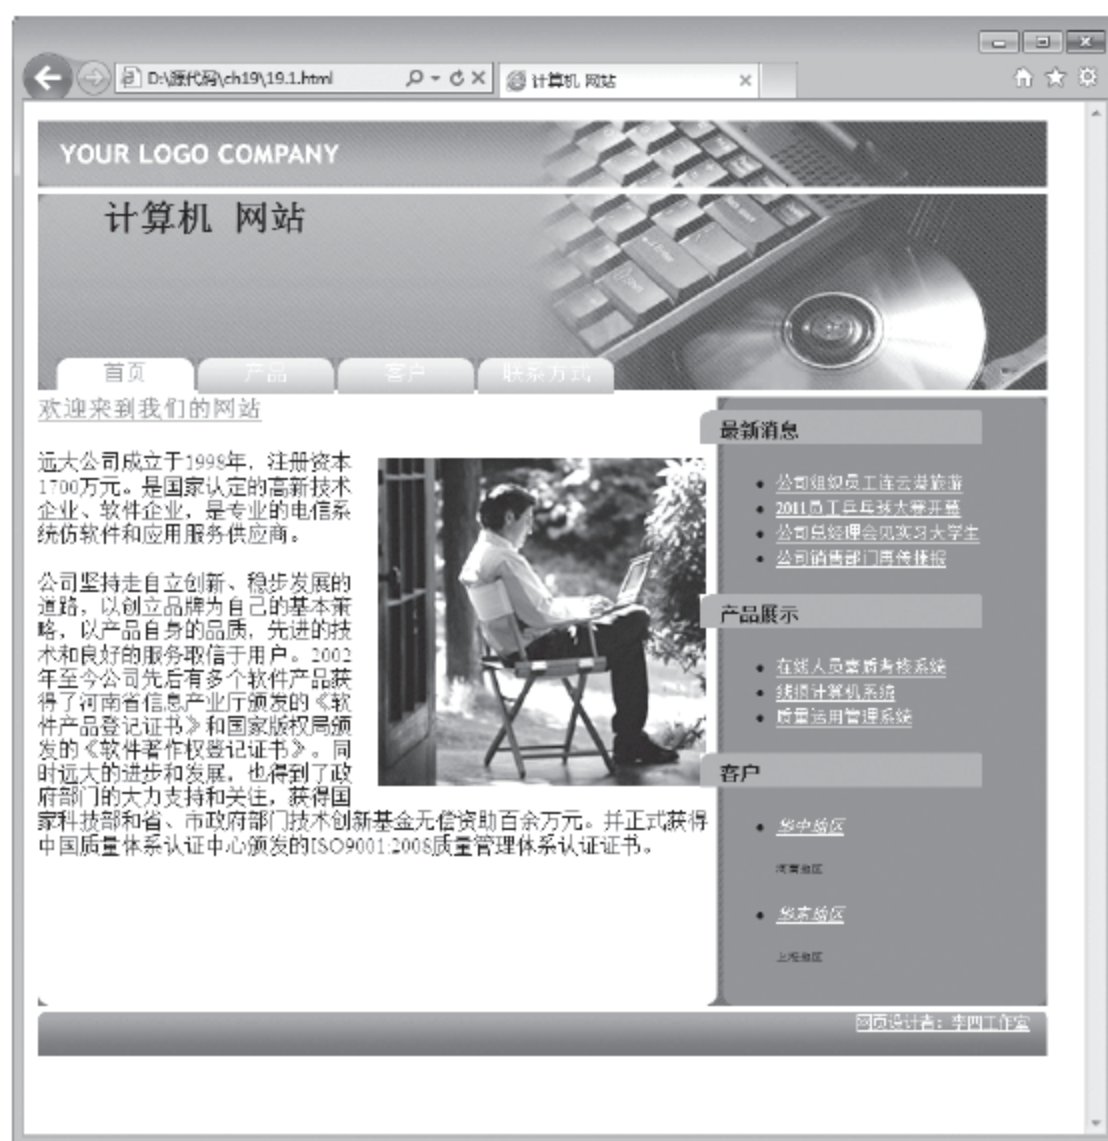 D:\源代码\ch19\19.1.html
计算机 网站
YOUR LOGO COMPANY
计算机 网站
首页
产品
客户
联系方式
欢迎来到我们的网站
远大公司成立于1998年，注册资本
1700万元。是国家认定的高新技术
企业、软件企业，是专业的电信系
统仿软件和应用服务供应商。
公司坚持走自立创新、稳步发展的
道路，以创立品牌为自己的基本策
略，以产品自身的品质，先进的技
术和良好的服务取信于用户。2002
年至今公司先后有多个软件产品获
得了河南省信息产业厅颁发的《软
件产品登记证书》和国家版权局颁
发的《软件著作权登记证书》。同
时远大的进步和发展，也得到了政
府部门的大力支持和关注，获得国
家科技部和省、市政府部门技术创新基金无偿资助百余万元。并正式获得
中国质量体系认证中心颁发的ISO9001:2008质量管理体系认证证书。
最新消息
公司组织员工连云港旅游
2011员工乒乓球大赛开幕
公司总经理会见实习大学生
公司销售部门再传捷报
产品展示
在线人员素质考核系统
计算机系统
质量运用管理系统
客户
华中地区
河南地区
华东地区
上海地区
网页设计者：李四工作室